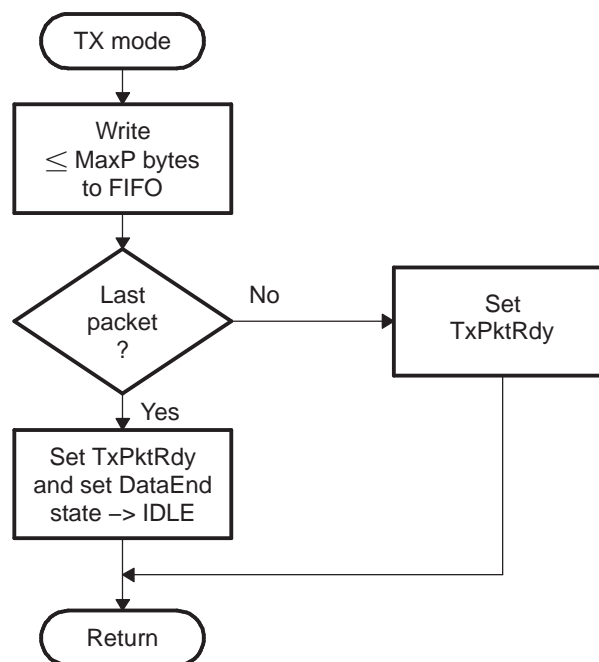 TX mode
Write
≤ MaxP bytes
to FIFO
Last
packet
?
No
Set
TxPktRdy
Yes
Set TxPktRdy
and set DataEnd
state −> IDLE
Return